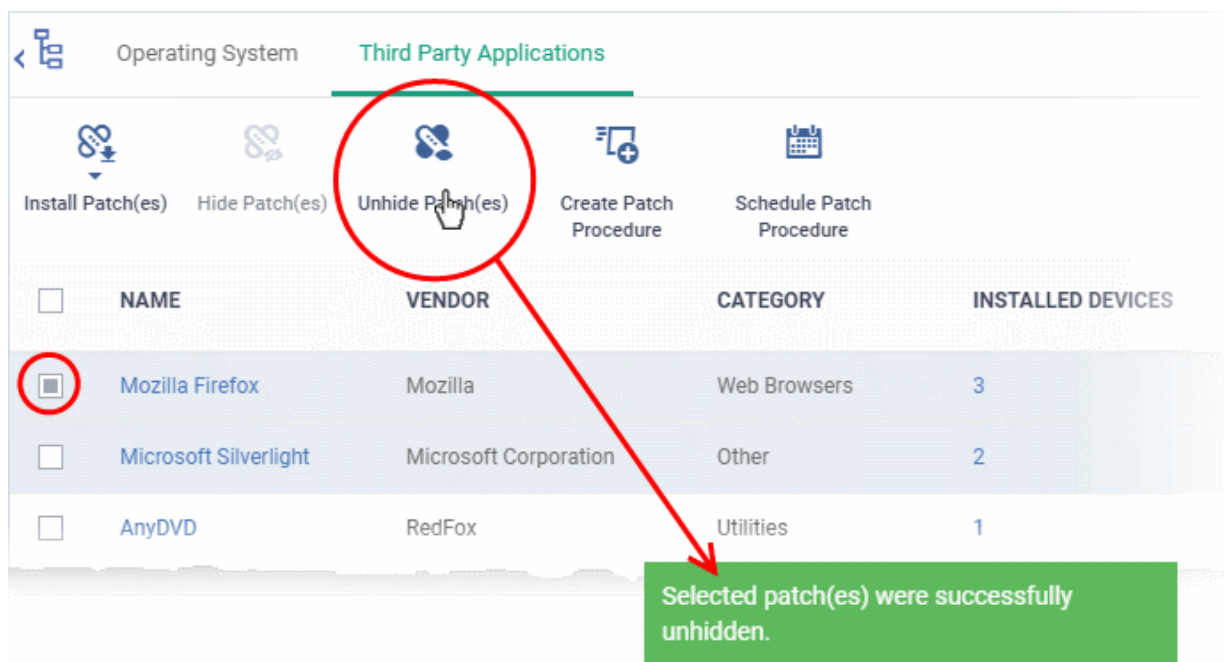 Operating System Third Party Applications
Install Patch(es) Hide Patch(es) Unhide Patch(es) Create Patch Procedure Schedule Patch Procedure
NAME VENDOR CATEGORY INSTALLED DEVICES
Mozilla Firefox Mozilla Web Browsers 3
Microsoft Silverlight Microsoft Corporation Other 2
AnyDVD RedFox Utilities 1
Selected patch(es) were successfully
unhidden.